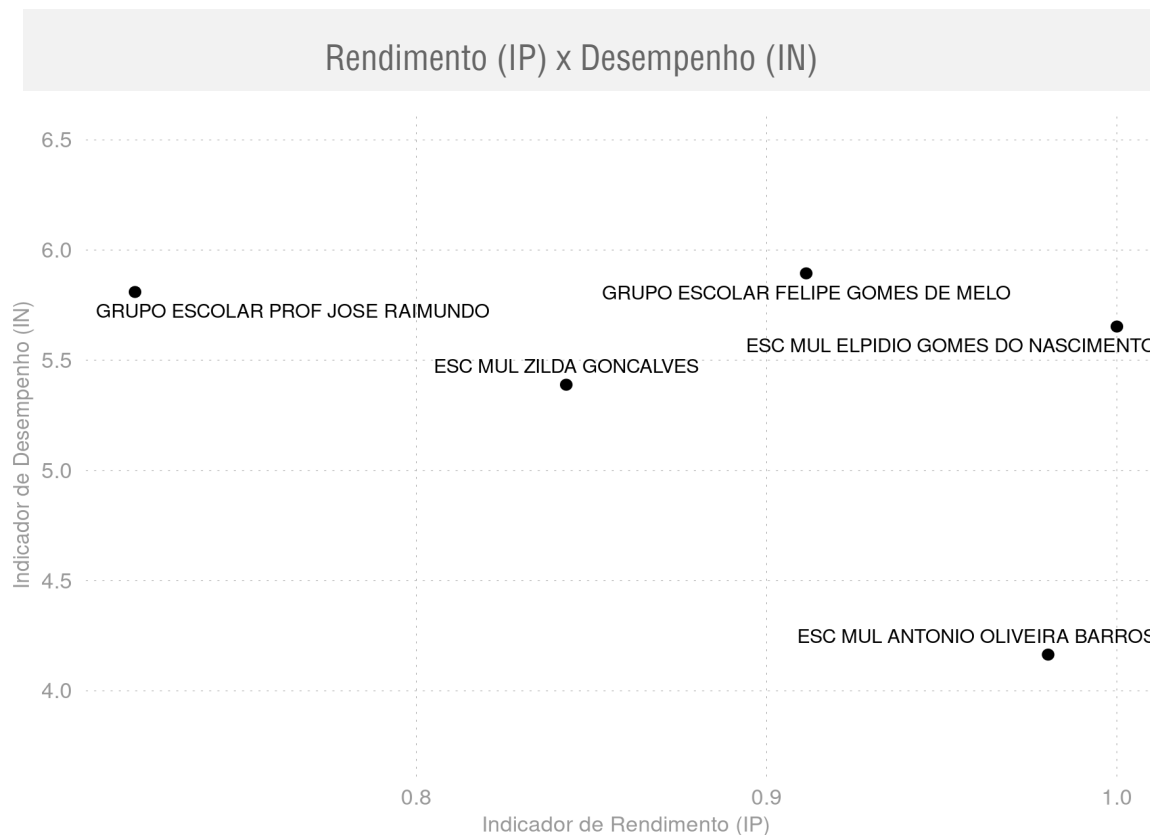 Rendimento (IP) x Desempenho (IN)
6.5
6.0
5.5
5.0
4.5
4.0
Indicador de Desempenho (IN)
GRUPO ESCOLAR PROF JOSE RAIMUNDO
GRUPO ESCOLAR FELIPE GOMES DE MELO
ESC MUL ELPIDIO GOMES DO NASCIMENTO
ESC MUL ZILDA GONCALVES
ESC MUL ANTONIO OLIVEIRA BARROS
0.8 0.9 1.0
Indicador de Rendimento (IP)